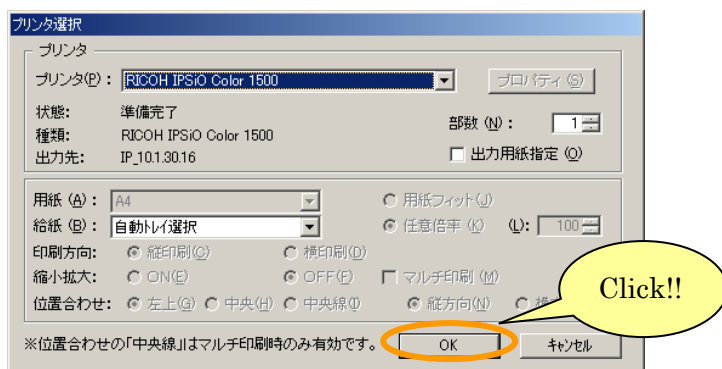 プリンタ選択
プリンタ
プリンタ(P)： RICOH IPSiO Color 1500 プロパティ(S)
状態： 準備完了
部数 (N)： 1
種類： RICOH IPSiO Color 1500
出力先： IP_10.1.30.16
出力用紙指定 (O)
用紙 (A)： A4 用紙フィット(J)
給紙 (B)： 自動トレイ選択 任意倍率 (K) (L)： 100
印刷方向： 縦印刷(C) 横印刷(D)
縮小拡大： ON(E) OFF(F) マルチ印刷 (M)
Click!!
位置合わせ： 左上(G) 中央(H) 中央線(I) 縦方向(N)
※位置合わせの「中央線」はマルチ印刷時のみ有効です。 OK キャンセル